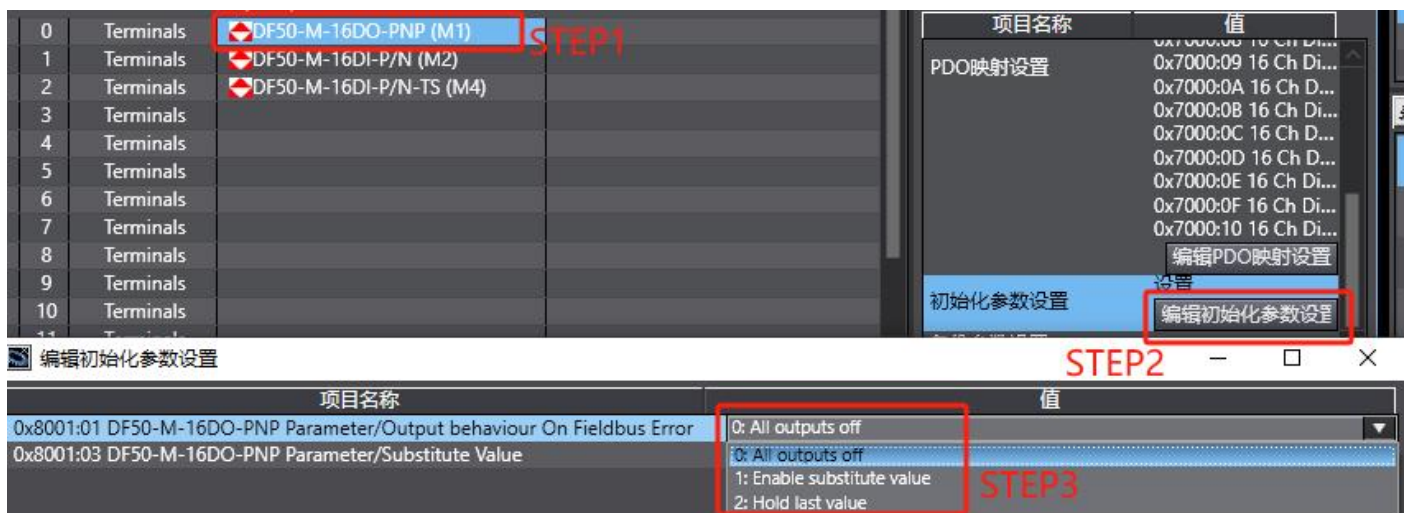 项目名称 值
0 Terminals DF50-M-16DO-PNP (M1) STEP1
1 Terminals DF50-M-16DI-P/N (M2)
2 Terminals DF50-M-16DI-P/N-TS (M4)
3 Terminals
4 Terminals
5 Terminals
6 Terminals
7 Terminals
8 Terminals
9 Terminals
10 Terminals
PDO映射设置
0x7000:09 16 Ch Di...
0x7000:0A 16 Ch D...
0x7000:0B 16 Ch Di...
0x7000:0C 16 Ch D...
0x7000:0D 16 Ch D...
0x7000:0E 16 Ch Di...
0x7000:0F 16 Ch Di...
0x7000:10 16 Ch Di...
编辑PDO映射设置
初始化参数设置 设置
编辑初始化参数设置
STEP2
编辑初始化参数设置
项目名称 值
0x8001:01 DF50-M-16DO-PNP Parameter/Output behaviour On Fieldbus Error 0: All outputs off
0x8001:03 DF50-M-16DO-PNP Parameter/Substitute Value
0: All outputs off
1: Enable substitute value
2: Hold last value
STEP3